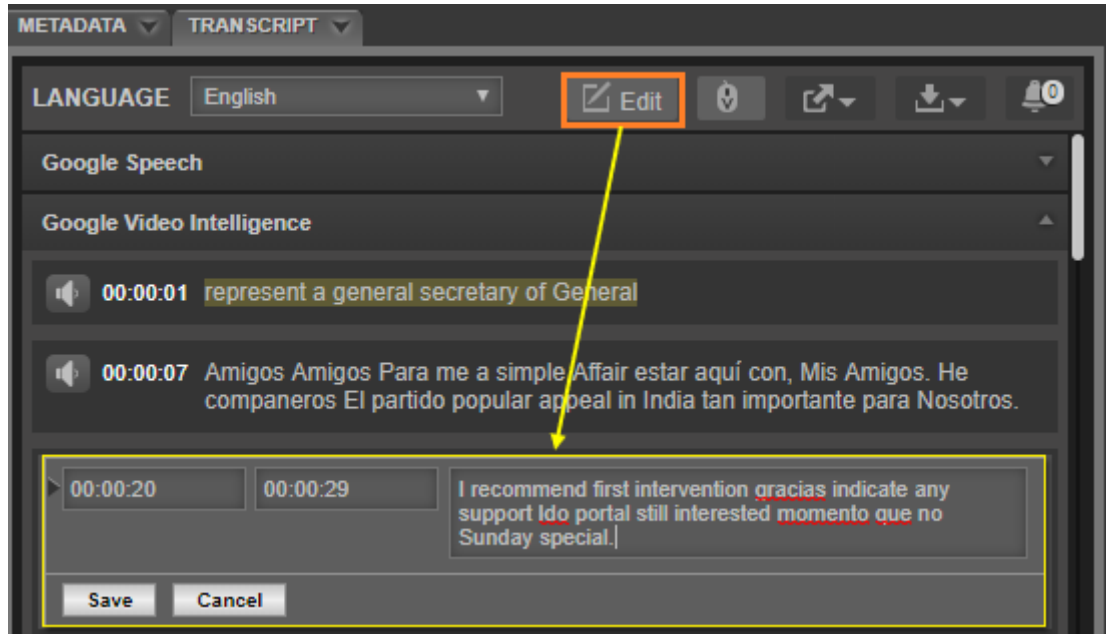 METADATA TRANSCRIPT
LANGUAGE English Edit 0
Google Speech
Google Video Intelligence
00:00:01 represent a general secretary of General
00:00:07 Amigos Amigos Para me a simple Affair estar aquí con, Mis Amigos. He
companeros El partido popular appeal in India tan importante para Nosotros.
00:00:20 00:00:29 I recommend first intervention gracias indicate any
support Ido portal still interested momento que no
Sunday special.
Save Cancel